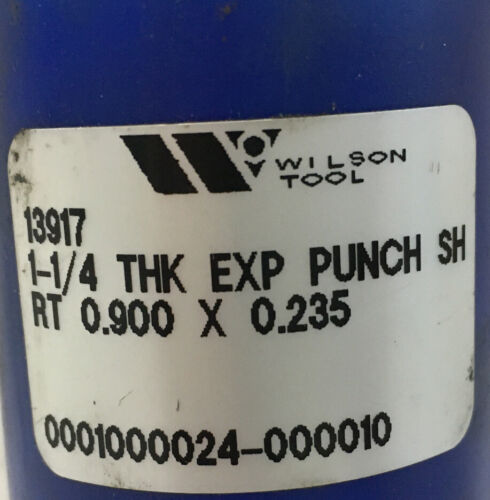 WILSON
TOOL
13917
1-1/4 THK EXP PUNCH SH
RT 0.900 X 0.235
0001000024-000010